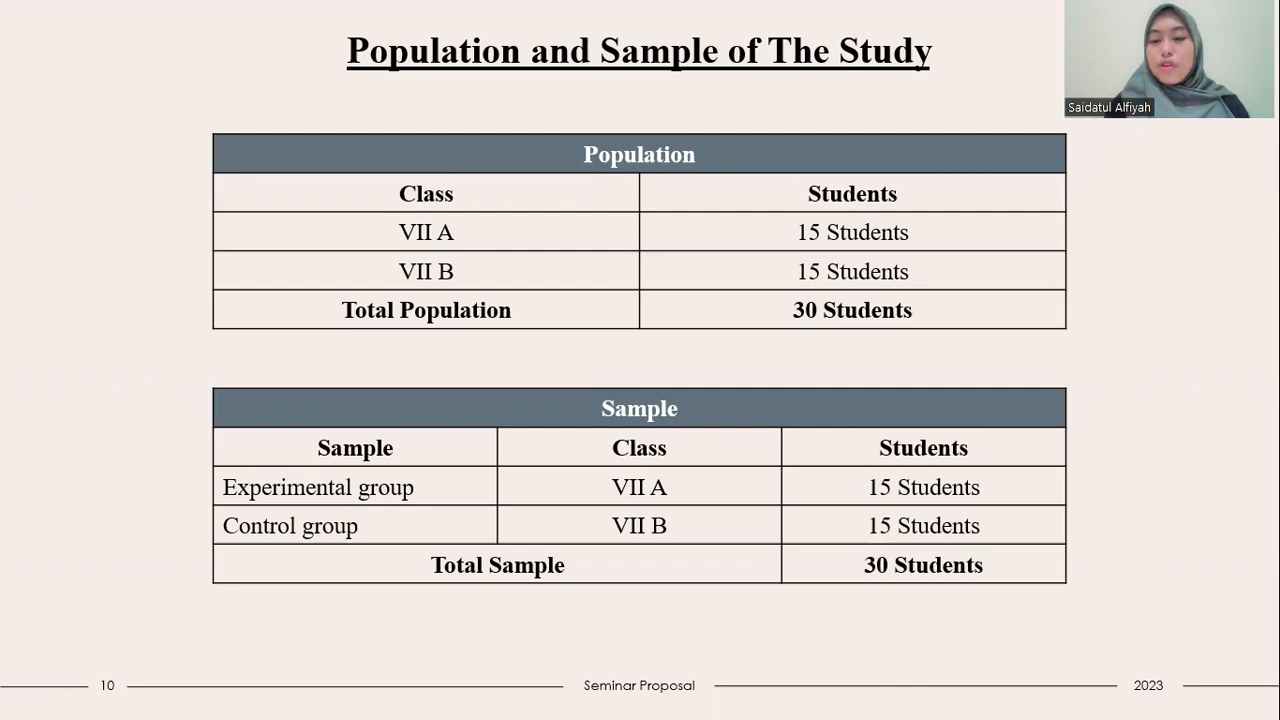 Population and Sample of The Study
Saidatul Alfiyah
Population
Class Students
VII A 15 Students
VII B 15 Students
Total Population 30 Students
Sample
Sample Class Students
Experimental group VII A 15 Students
Control group VII B 15 Students
Total Sample 30 Students
10 Seminar Proposal 2023